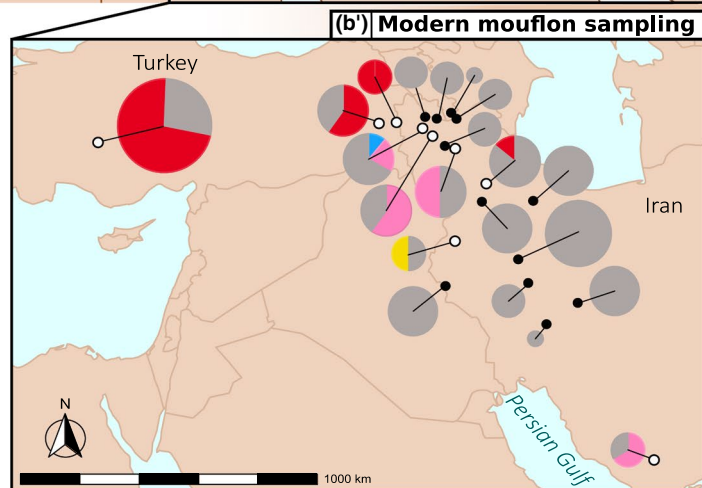 (b') Modern mouflon sampling
Turkey
Iran
Persian Gulf
N
1000 km